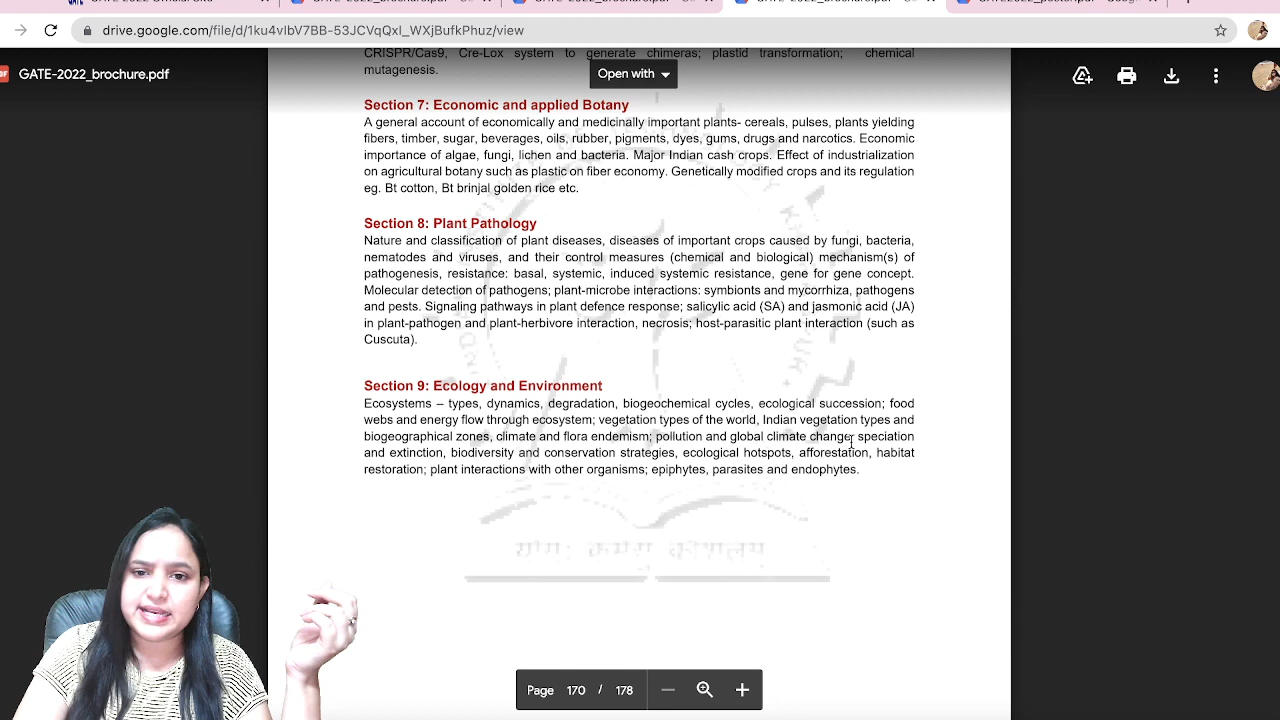 drive.google.com/file/d/1ku4vIbV7BB-53JCVqQxI_WXjBufkPhuz/view
GATE-2022_brochure.pdf
Open with
CRISPR/Cas9, Cre-Lox system to generate chimeras; plastid transformation; chemical
mutagenesis.
Section 7: Economic and applied Botany
A general account of economically and medicinally important plants- cereals, pulses, plants yielding
fibers, timber, sugar, beverages, oils, rubber, pigments, dyes, gums, drugs and narcotics. Economic
importance of algae, fungi, lichen and bacteria. Major Indian cash crops. Effect of industrialization
on agricultural botany such as plastic on fiber economy. Genetically modified crops and its regulation
eg. Bt cotton, Bt brinjal golden rice etc.
Section 8: Plant Pathology
Nature and classification of plant diseases, diseases of important crops caused by fungi, bacteria,
nematodes and viruses, and their control measures (chemical and biological) mechanism(s) of
pathogenesis, resistance: basal, systemic, induced systemic resistance, gene for gene concept.
Molecular detection of pathogens; plant-microbe interactions: symbionts and mycorrhiza, pathogens
and pests. Signaling pathways in plant defence response; salicylic acid (SA) and jasmonic acid (JA)
in plant-pathogen and plant-herbivore interaction, necrosis; host-parasitic plant interaction (such as
Cuscuta).
Section 9: Ecology and Environment
Ecosystems – types, dynamics, degradation, biogeochemical cycles, ecological succession; food
webs and energy flow through ecosystem; vegetation types of the world, Indian vegetation types and
biogeographical zones, climate and flora endemism; pollution and global climate change, speciation
and extinction, biodiversity and conservation strategies, ecological hotspots, afforestation, habitat
restoration; plant interactions with other organisms; epiphytes, parasites and endophytes.
Page 170 / 178